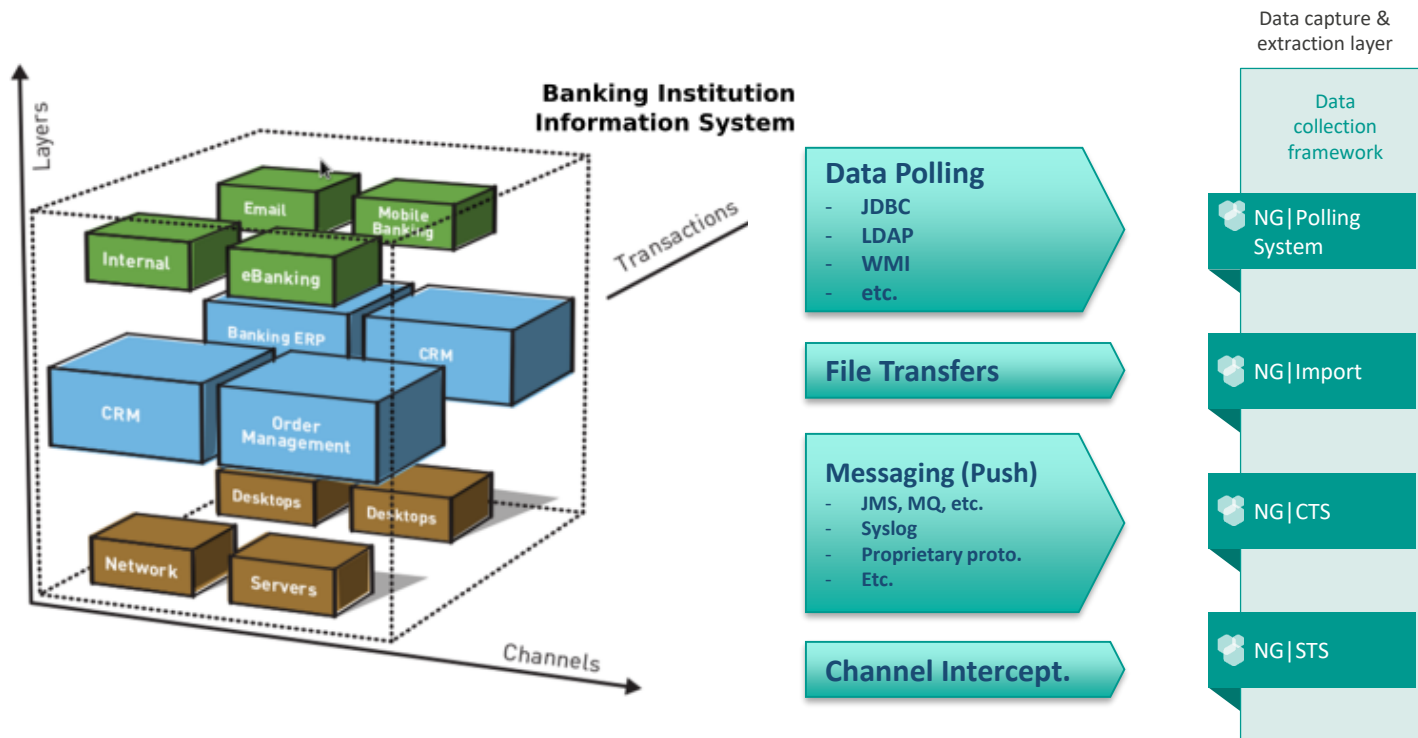 Data capture &
extraction layer
Layers
Banking Institution
Information System
Email
Mobile
Banking
Internal
eBanking
Transactions
Banking ERP
CRM
CRM
Order
Management
Desktops
Desktops
Network
Servers
Channels
Data Polling
- JDBC
- LDAP
- WMI
- etc.
File Transfers
Messaging (Push)
- JMS, MQ, etc.
- Syslog
- Proprietary proto.
- Etc.
Channel Intercept.
Data
collection
framework
NG|Polling
System
NG|Import
NG|CTS
NG|STS